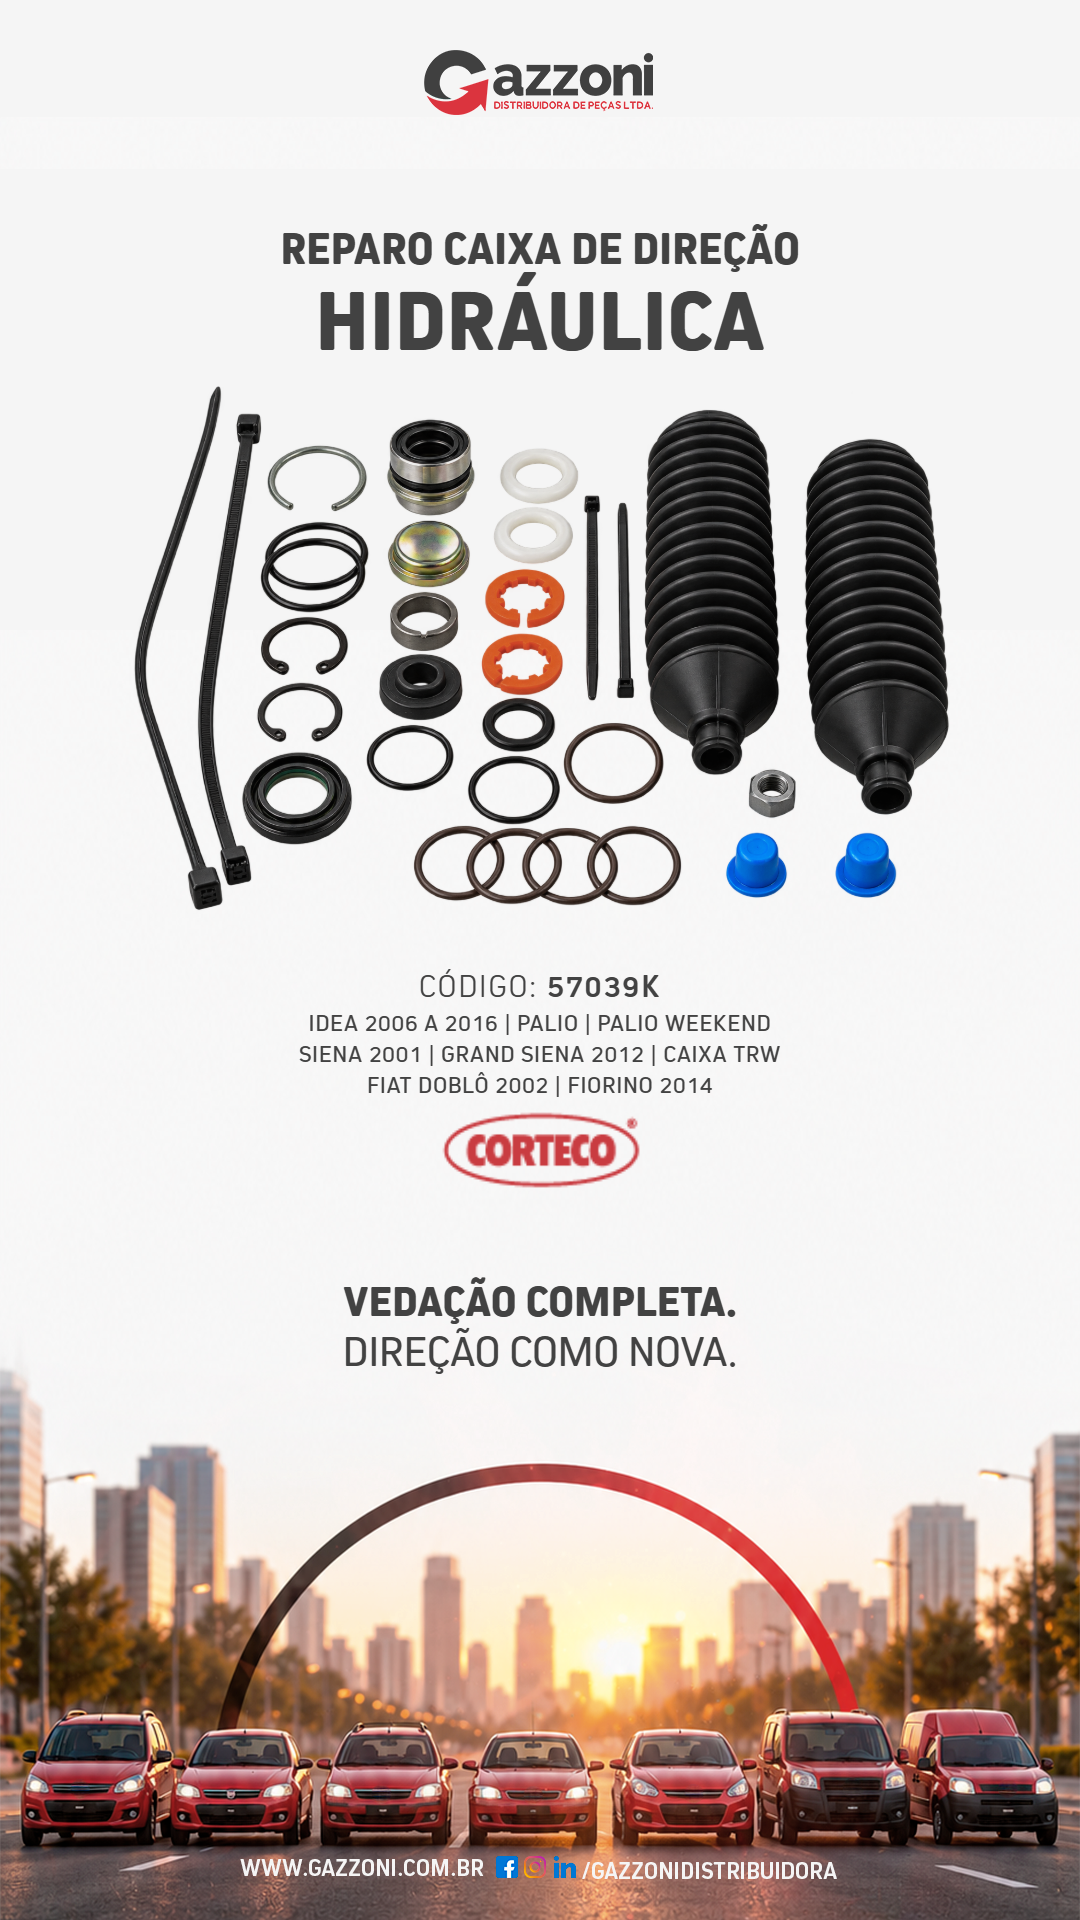 Gazzoni
DISTRIBUIDORA DE PEÇAS LTDA.
REPARO CAIXA DE DIREÇÃO
HIDRÁULICA
CÓDIGO: 57039K
IDEA 2006 A 2016 | PALIO | PALIO WEEKEND
SIENA 2001 | GRAND SIENA 2012 | CAIXA TRW
FIAT DOBLÔ 2002 | FIORINO 2014
CORTECO®
VEDAÇÃO COMPLETA.
DIREÇÃO COMO NOVA.
WWW.GAZZONI.COM.BR /GAZZONIDISTRIBUIDORA